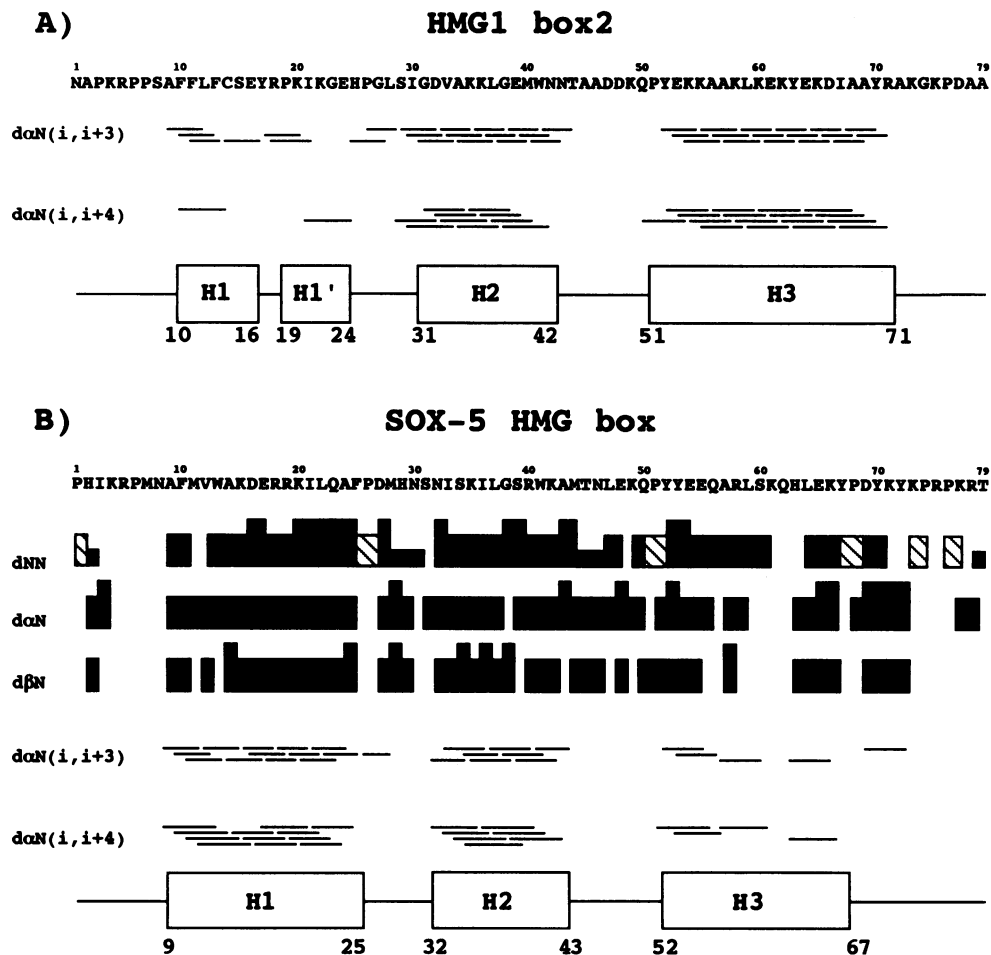 A) HMG1 box2
1 10 20 30 40 50 60 70 79
NAPKRPPSAFFLFCSEYRPKIKGEHPGLSIGDVAKKLGEMWNNTAADDKQPYEKKAAKLKEKYEKDIAAYRAKGKPDAA
dαN(i,i+3)
dαN(i,i+4)
H1 H1' H2 H3
10 16 19 24 31 42 51 71
B) SOX-5 HMG box
1 10 20 30 40 50 60 70 79
PHIKRPMNAFMVWAKDERRKILQAFPDMHNSNISKILGSRWKAMTNLEKQPYYEEQARLSKQHLEKYPDYKYKPRPKRT
dNN
dαN
dβN
dαN(i,i+3)
dαN(i,i+4)
H1 H2 H3
9 25 32 43 52 67